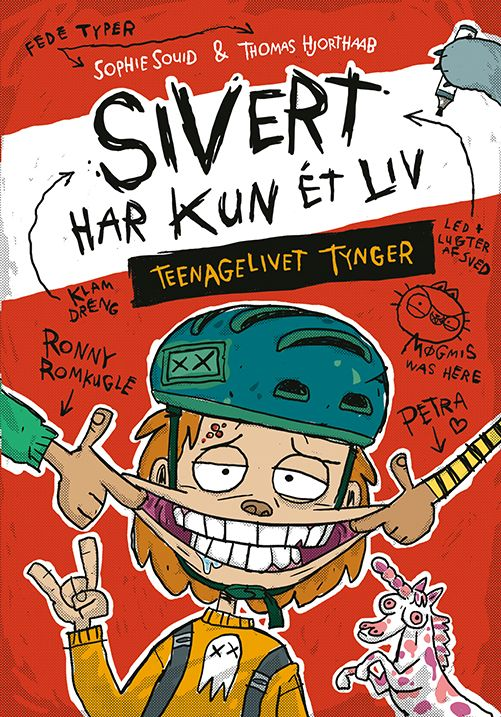 FEDE TYPER
SOPHIE SOUID & THOMAS HJORTHAAB
SIVERT
HAR KUN ÉT LIV
TEENAGELIVET TYNGER
KLAM
DRENG
LED +
LUGTER
AF SVED
MØGMIS
WAS HERE
RONNY
ROMKUGLE
PETRA
XX